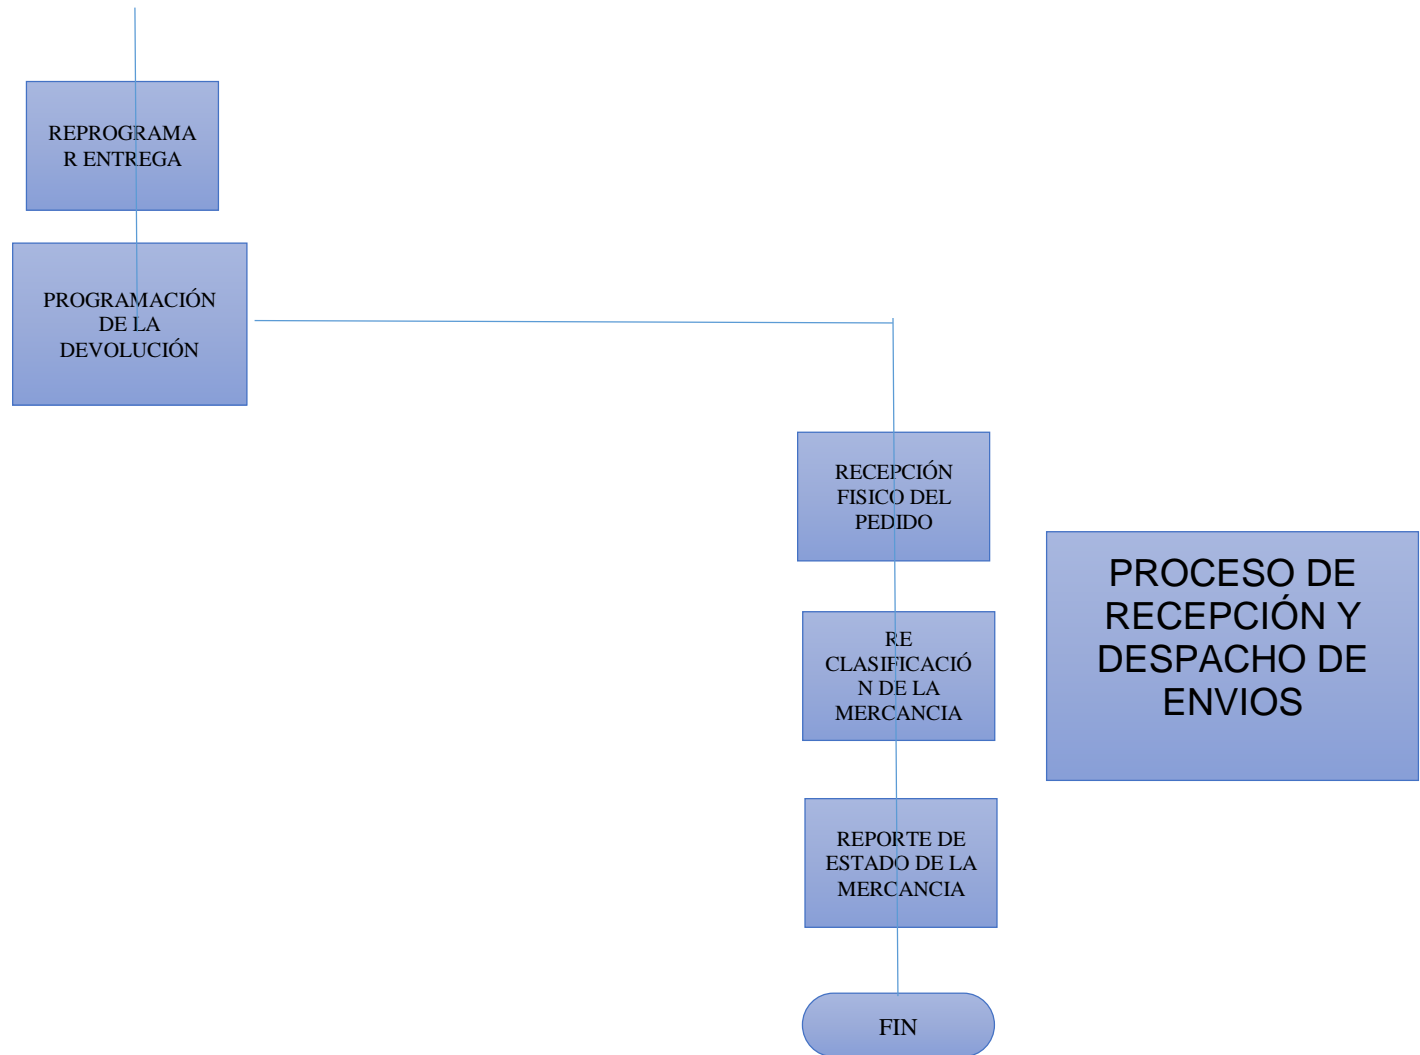 REPROGRAMA
R ENTREGA
PROGRAMACIÓN
DE LA
DEVOLUCIÓN
RECEPCIÓN
FISICO DEL
PEDIDO
RE
CLASIFICACIÓ
N DE LA
MERCANCIA
REPORTE DE
ESTADO DE LA
MERCANCIA
FIN
PROCESO DE
RECEPCIÓN Y
DESPACHO DE
ENVIOS